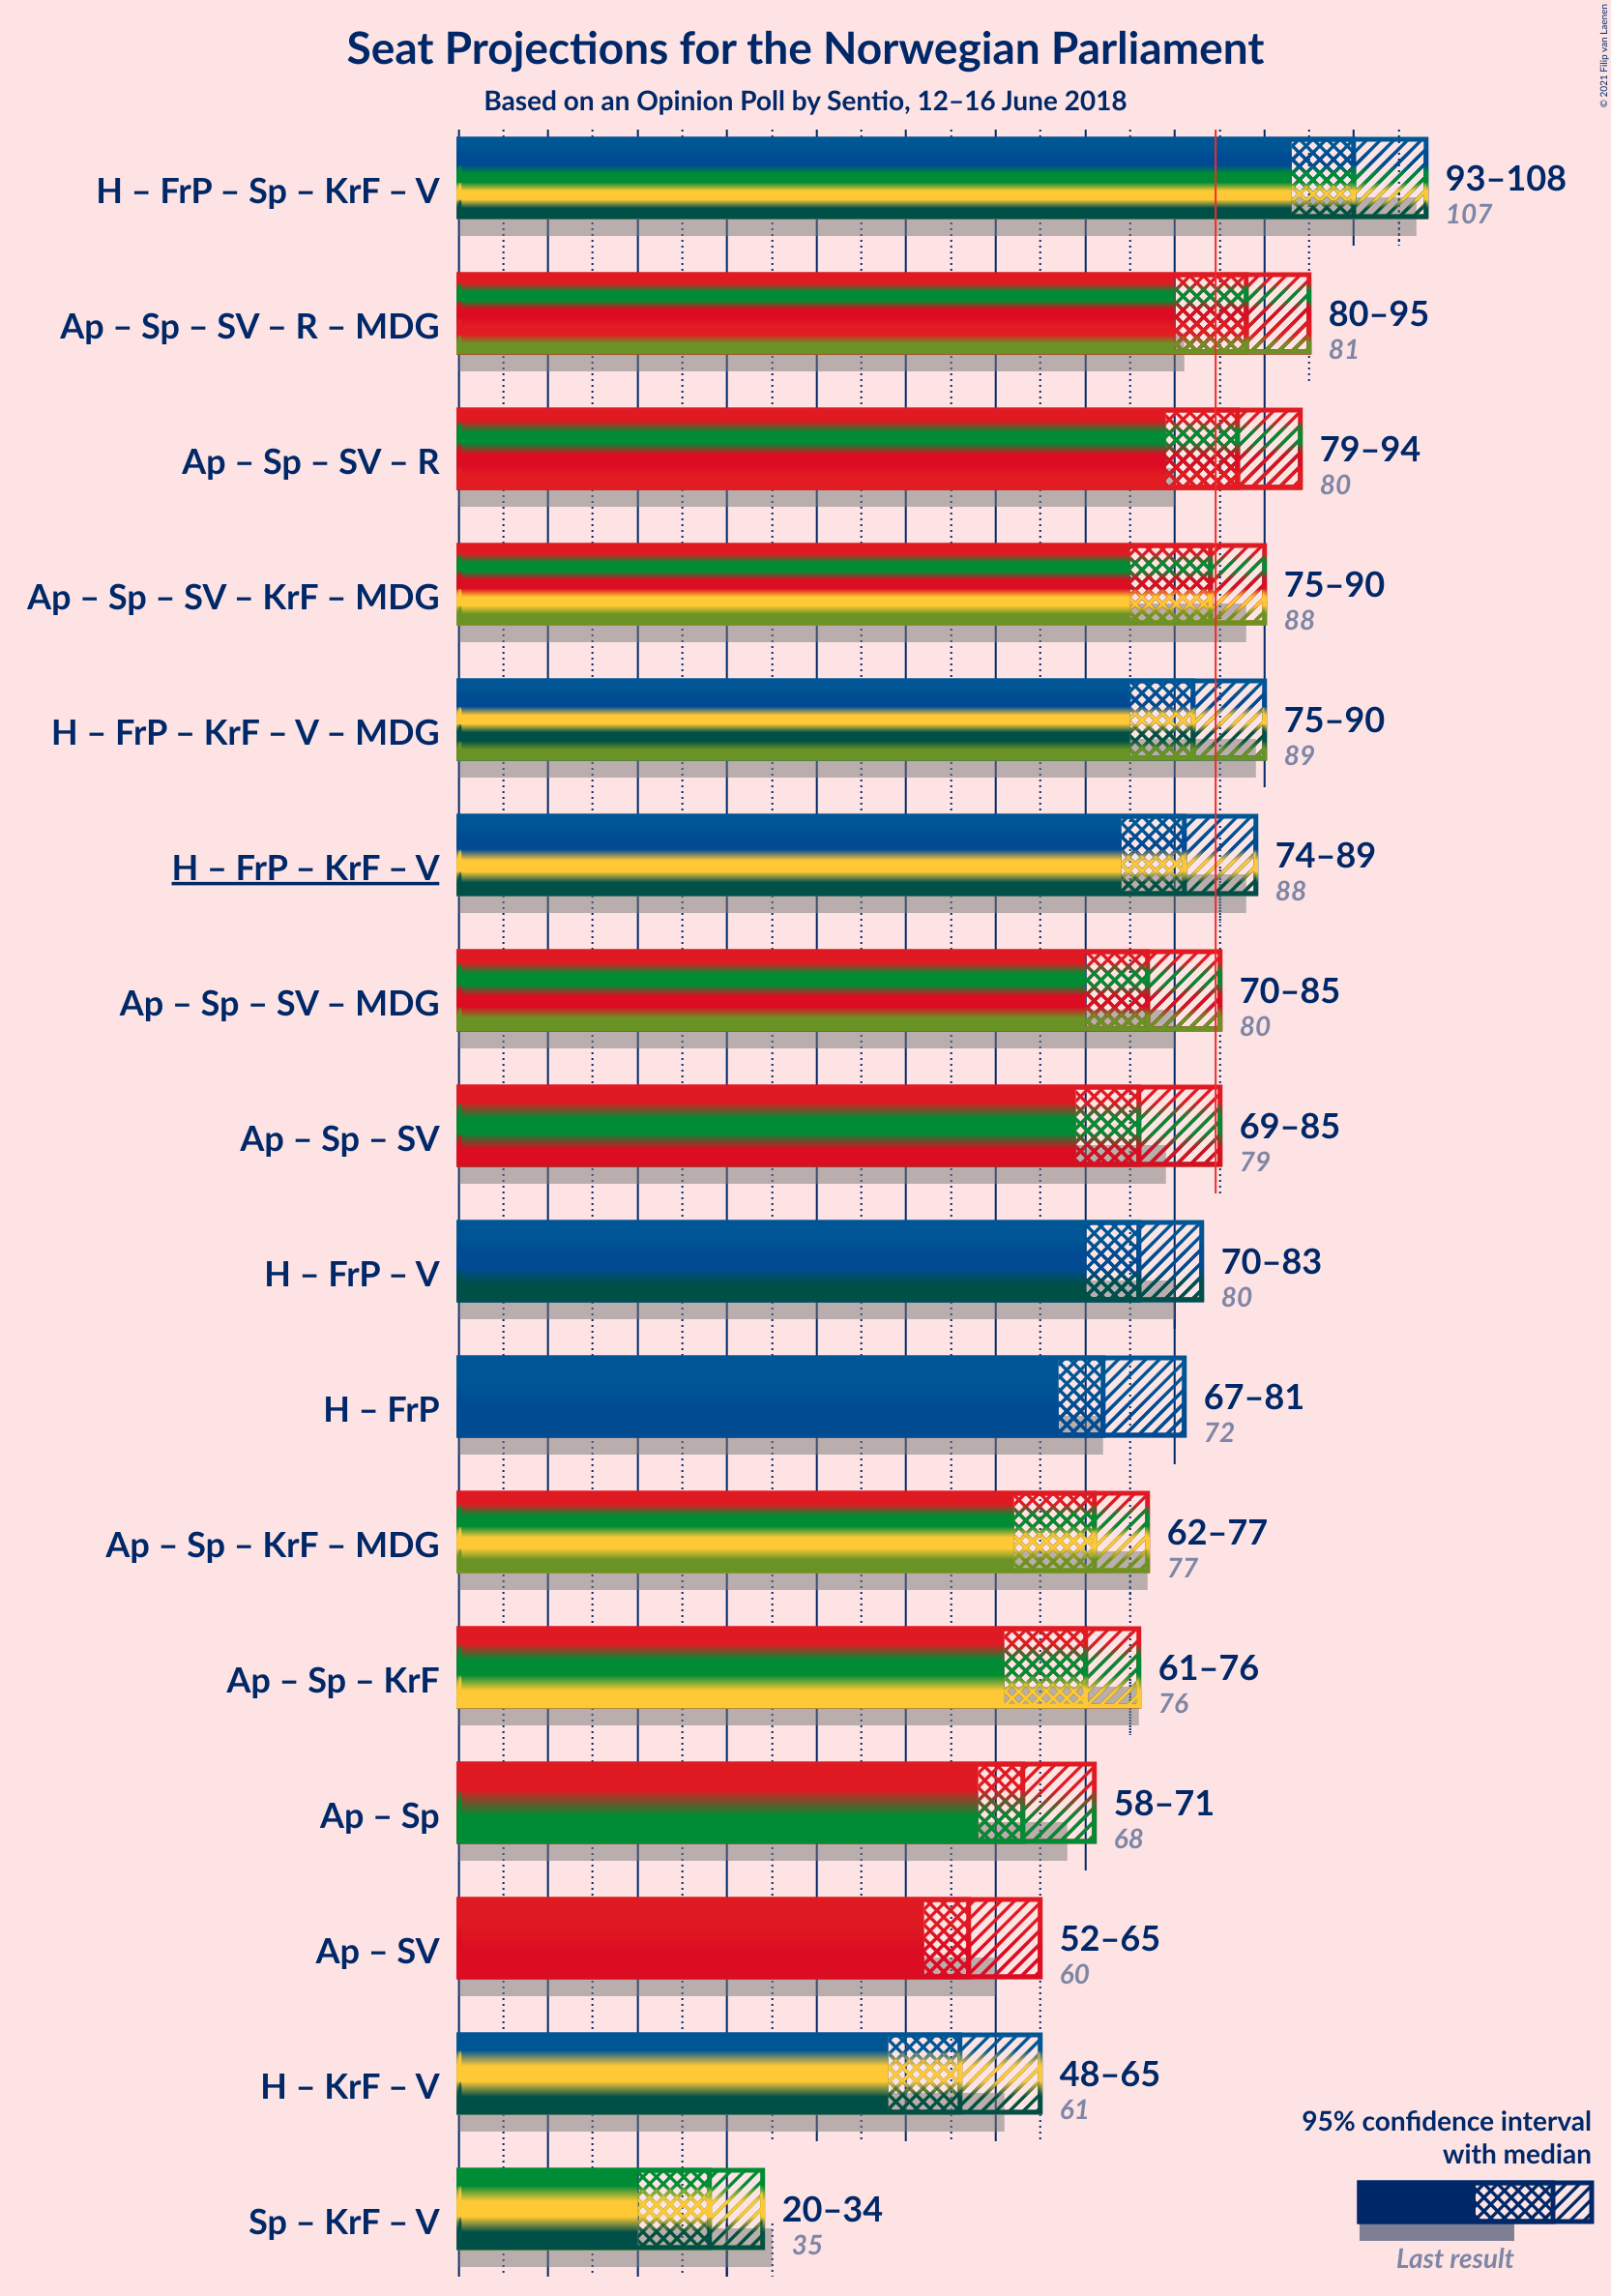 Seat Projections for the Norwegian Parliament
Based on an Opinion Poll by Sentio, 12–16 June 2018
© 2021 Filip van Laenen
H – FrP – Sp – KrF – V
93–108
107
Ap – Sp – SV – R – MDG
80–95
81
Ap – Sp – SV – R
79–94
80
Ap – Sp – SV – KrF – MDG
75–90
88
H – FrP – KrF – V – MDG
75–90
89
H – FrP – KrF – V
74–89
88
Ap – Sp – SV – MDG
70–85
80
Ap – Sp – SV
69–85
79
H – FrP – V
70–83
80
H – FrP
67–81
72
Ap – Sp – KrF – MDG
62–77
77
Ap – Sp – KrF
61–76
76
Ap – Sp
58–71
68
Ap – SV
52–65
60
H – KrF – V
48–65
61
Sp – KrF – V
20–34
35
95% confidence interval
with median
Last result